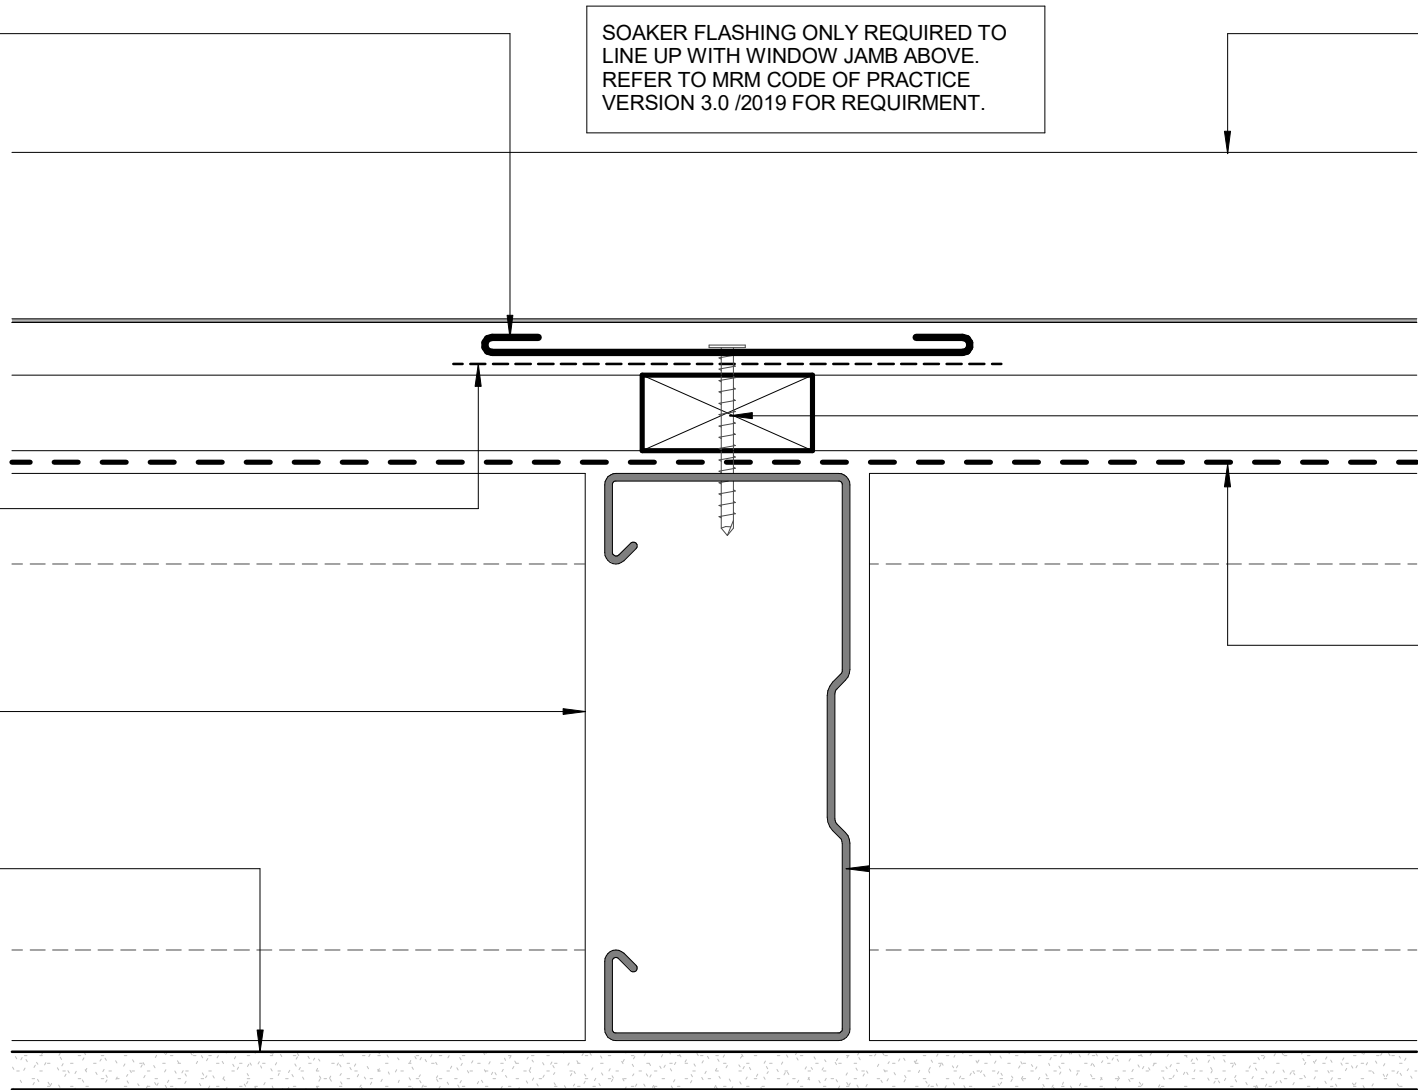 SOAKER FLASHING ONLY REQUIRED TO
LINE UP WITH WINDOW JAMB ABOVE.
REFER TO MRM CODE OF PRACTICE
VERSION 3.0 /2019 FOR REQUIRMENT.